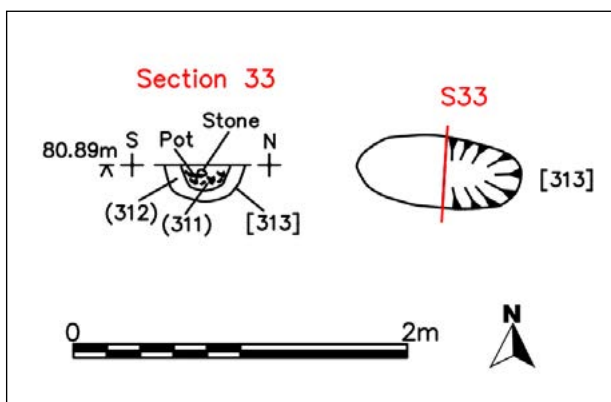 Section 33
S33
Stone
Pot
S
N
80.89m
[313]
(312)
(311)
[313]
0
2m
N